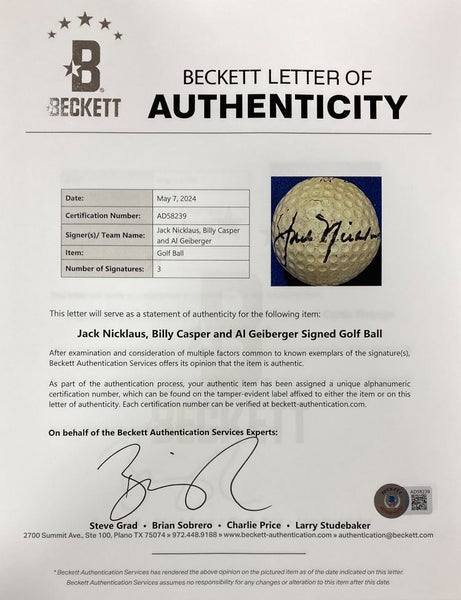 B
BECKETT
BECKETT LETTER OF
AUTHENTICITY
Date: May 7, 2024
Certification Number: AD58239
Signer(s)/ Team Name: Jack Nicklaus, Billy Casper
and Al Geiberger
Item: Golf Ball
Number of Signatures: 3
Jack Nicklaus
This letter will serve as a statement of authenticity for the following item:
Jack Nicklaus, Billy Casper and Al Geiberger Signed Golf Ball
After examination and consideration of multiple factors common to known exemplars of the signature(s),
Beckett Authentication Services offers its opinion that the item is authentic.
As part of the authentication process, your authentic item has been assigned a unique alphanumeric
certification number, which can be found on the tamper-evident label affixed to either the item or on this
letter of authenticity. Each certification number can be verified at beckett-authentication.com.
On behalf of the Beckett Authentication Services Experts:
BECKETT
AD58239
Steve Grad • Brian Sobrero • Charlie Price • Larry Studebaker
2700 Summit Ave., Ste 100, Plano TX 75074 » 972.448.9188 » www.beckett-authentication.com » authentication@beckett.com
* Beckett Authentication Services has rendered the above opinion on the pictured item as of the above date.
Beckett Authentication Services assumes no responsibility for any changes or alteration to this item after this date.